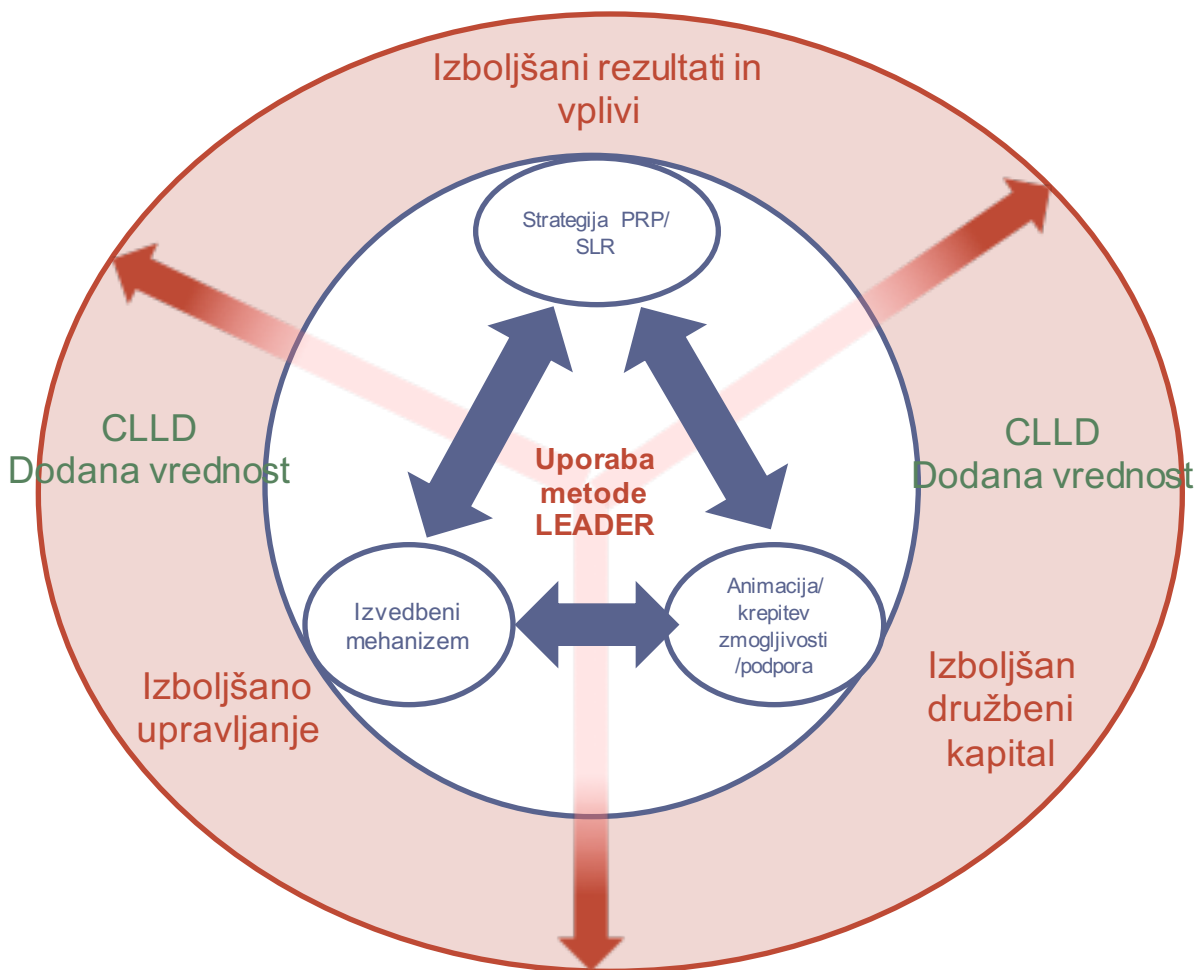 Izboljšani rezultati in
vplivi
Strategija PRP/
SLR
CLLD
Dodana vrednost
Uporaba
metode
LEADER
CLLD
Dodana vrednost
Izvedbeni
mehanizem
Animacija/
krepitev
zmogljivosti
/podpora
Izboljšano
upravljanje
Izboljšan
družbeni
kapital